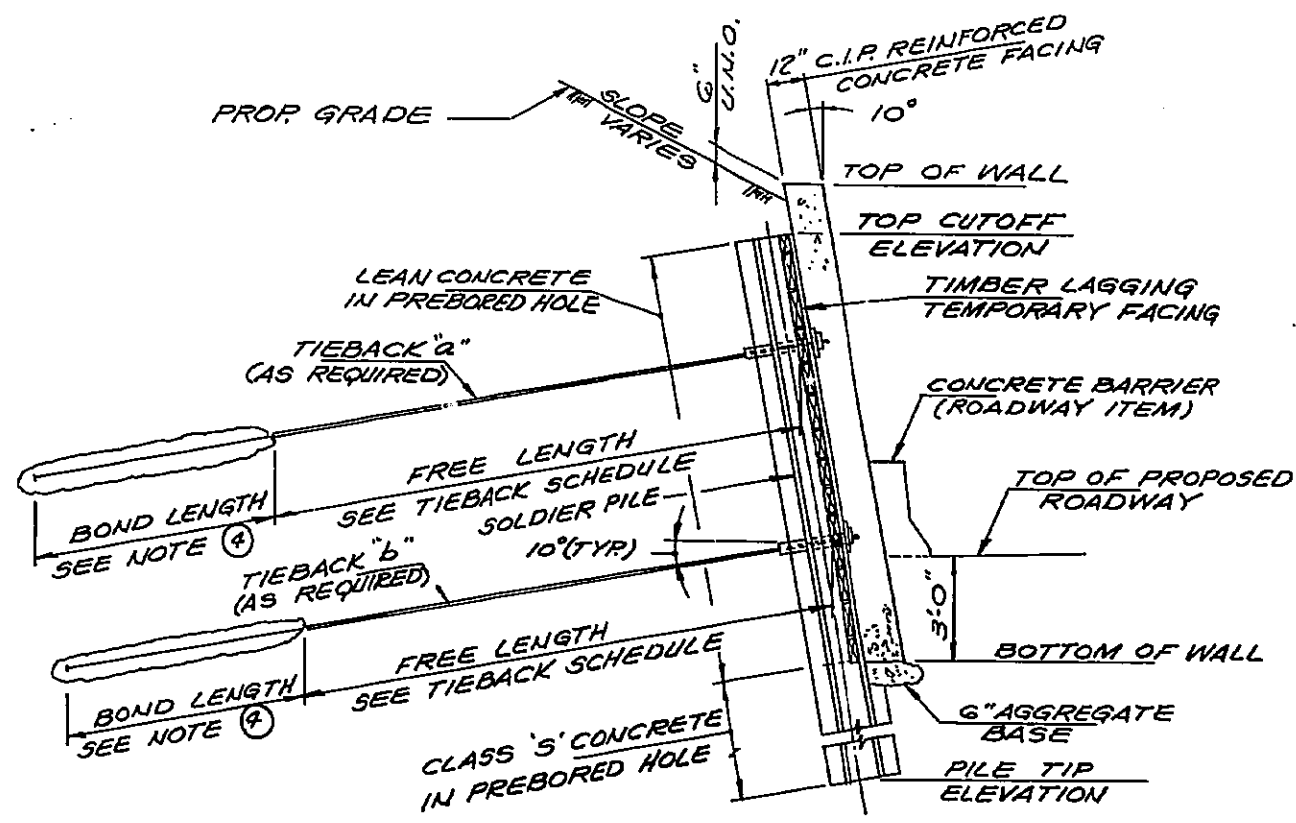 12" C.I.P. REINFORCED
CONCRETE FACING
6"
U.N.O.
10°
PROP. GRADE
SLOPE
VARIES
TOP OF WALL
TOP CUTOFF
ELEVATION
LEAN CONCRETE
IN PREBORED HOLE
TIMBER LAGGING
TEMPORARY FACING
TIEBACK "a"
(AS REQUIRED)
CONCRETE BARRIER
(ROADWAY ITEM)
FREE LENGTH
SEE TIEBACK SCHEDULE
TOP OF PROPOSED
ROADWAY
SOLDIER PILE
BOND LENGTH
SEE NOTE 4
10° (TYP.)
TIEBACK "b"
(AS REQUIRED)
3'-0"
FREE LENGTH
SEE TIEBACK SCHEDULE
BOTTOM OF WALL
BOND LENGTH
SEE NOTE 4
6" AGGREGATE
BASE
CLASS 'S' CONCRETE
IN PREBORED HOLE
PILE TIP
ELEVATION